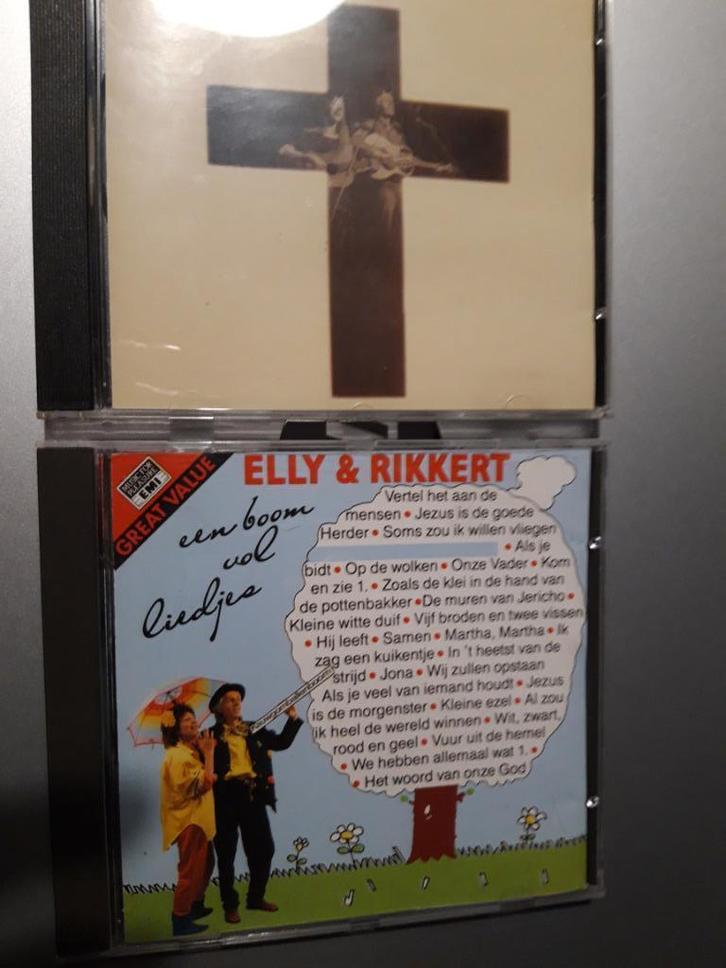 MUSIC FOR
PLEASURE
EMI
GREAT VALUE
ELLY & RIKKERT
een boom
vol
liedjes
Vertel het aan de
mensen • Jezus is de goede
Herder • Soms zou ik willen vliegen
• Als je
bidt • Op de wolken • Onze Vader • Kom
en zie 1. • Zoals de klei in de hand van
de pottenbakker • De muren van Jericho •
Kleine witte duif • Vijf broden en twee vissen
• Hij leeft • Samen • Martha, Martha • Ik
zag een kuikentje • In 't heetst van de
strijd • Jona • Wij zullen opstaan
Als je veel van iemand houdt • Jezus
is de morgenster • Kleine ezel • Al zou
ik heel de wereld winnen • Wit, zwart,
rood en geel • Vuur uit de hemel
• We hebben allemaal wat 1. •
• Het woord van onze God